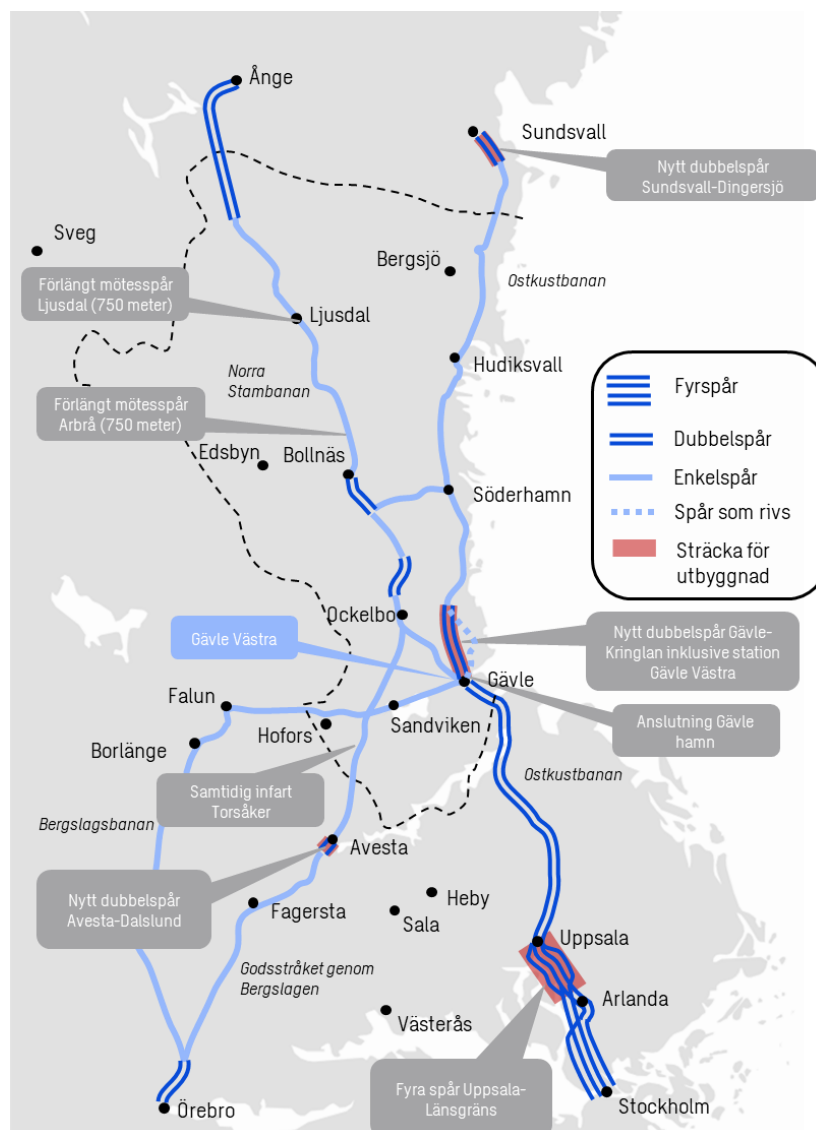 Ånge
Sundsvall
Nytt dubbelspår
Sundsvall-Dingersjö
Sveg
Bergsjö
Ostkustbanan
Förlängt mötesspår
Ljusdal (750 meter)
Ljusdal
Hudiksvall
Norra
Stambanan
Förlängt mötesspår
Arbrå (750 meter)
Edsbyn
Bollnäs
Söderhamn
Fyrspår
Dubbelspår
Enkelspår
Spår som rivs
Sträcka för
utbyggnad
Ockelbo
Gävle Västra
Nytt dubbelspår Gävle-
Kringlan inklusive station
Gävle Västra
Gävle
Falun
Sandviken
Hofors
Anslutning Gävle
hamn
Borlänge
Ostkustbanan
Samtidig infart
Torsåker
Bergslagsbanan
Avesta
Nytt dubbelspår
Avesta-Dalslund
Heby
Fagersta
Sala
Uppsala
Godsstråket genom
Bergslagen
Arlanda
Västerås
Fyra spår Uppsala-
Länsgräns
Örebro
Stockholm